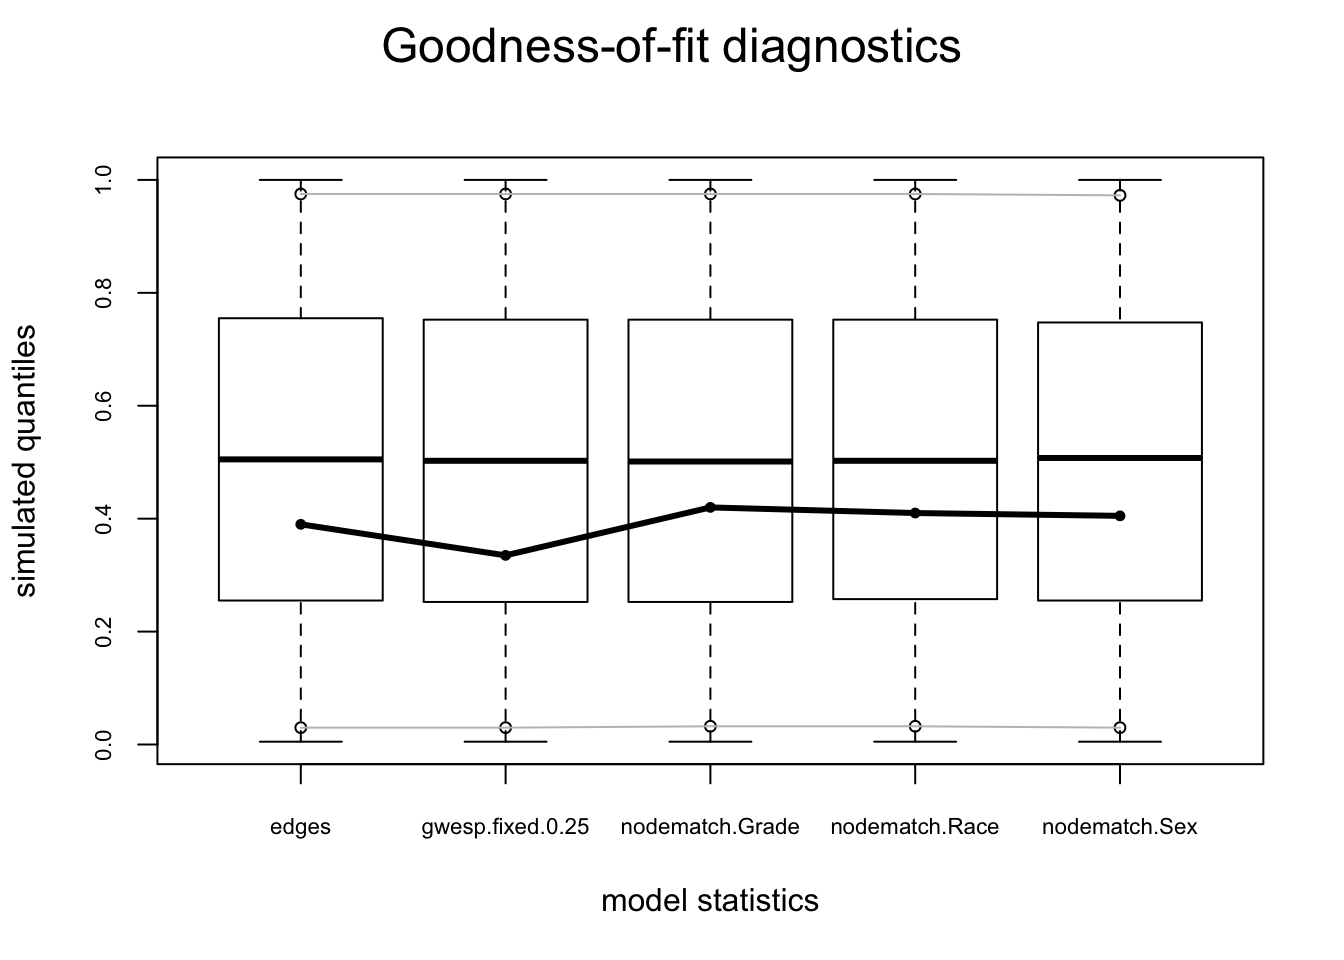 Goodness-of-fit diagnostics
simulated quantiles
1.0
0.8
0.6
0.4
0.2
0.0
edges gwesp.fixed.0.25 nodematch.Grade nodematch.Race nodematch.Sex
model statistics